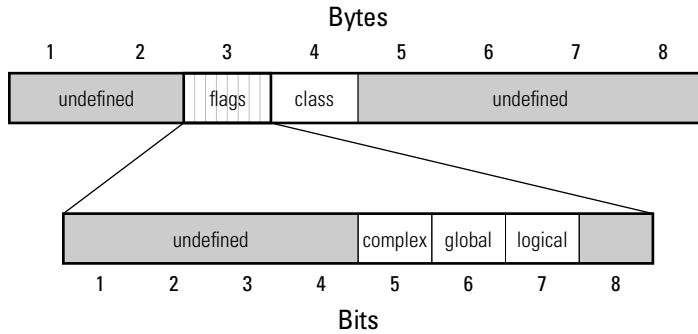 Bytes
1 2 3 4 5 6 7 8
undefined flags class undefined
undefined complex global logical
1 2 3 4 5 6 7 8
Bits